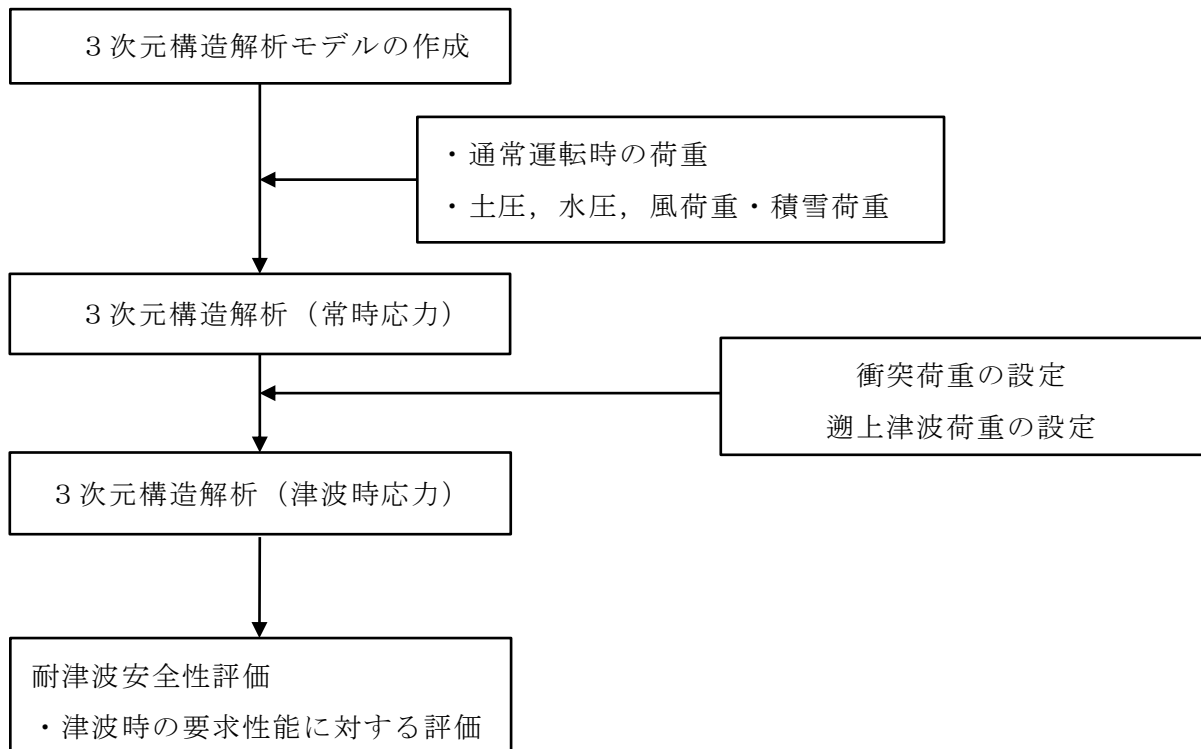 ３次元構造解析モデルの作成
・通常運転時の荷重
・土圧，水圧，風荷重・積雪荷重
３次元構造解析（常時応力）
衝突荷重の設定
遡上津波荷重の設定
３次元構造解析（津波時応力）
耐津波安全性評価
・津波時の要求性能に対する評価